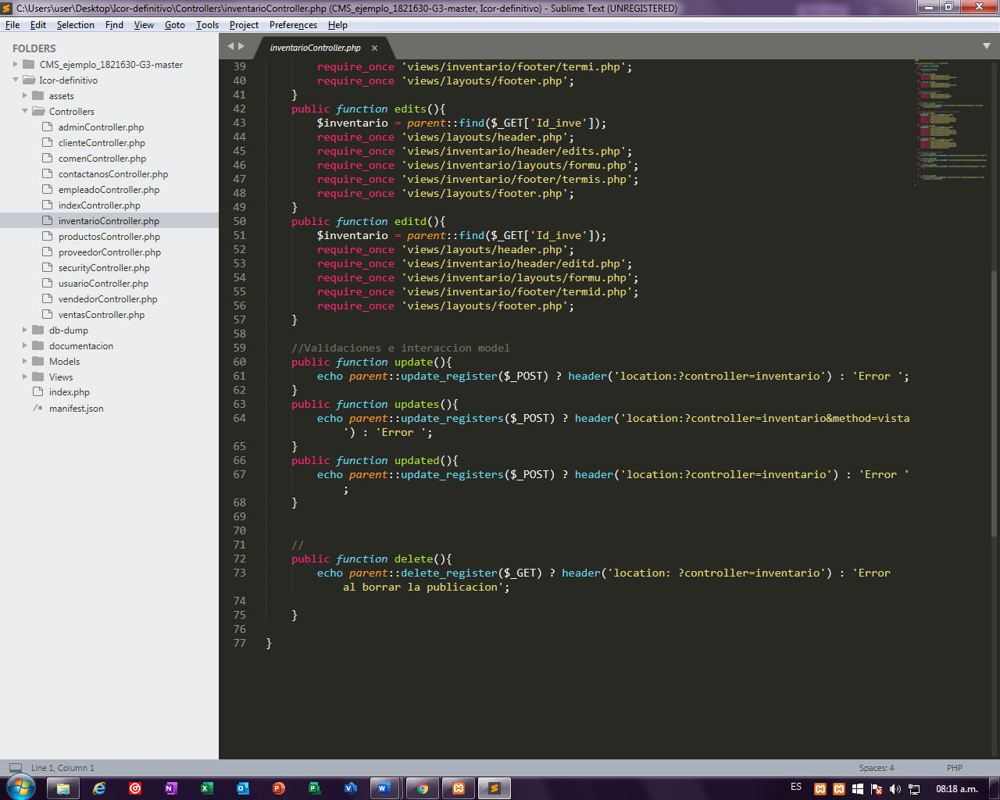 C:\Users\user\Desktop\Icor-definitivo\Controllers\inventarioController.php (CMS_ejemplo_1821630-G3-master, Icor-definitivo) - Sublime Text (UNREGISTERED)
File Edit Selection Find View Goto Tools Project Preferences Help
FOLDERS
CMS_ejemplo_1821630-G3-master
Icor-definitivo
assets
Controllers
adminController.php
clienteController.php
comenController.php
contactanosController.php
empleadoController.php
indexController.php
inventarioController.php
productosController.php
proveedorController.php
securityController.php
usuarioController.php
vendedorController.php
ventasController.php
db-dump
documentacion
Models
Views
index.php
/* manifest.json
inventarioController.php ×
39 require_once 'views/inventario/footer/termi.php';
40 require_once 'views/layouts/footer.php';
41 }
42 public function edits(){
43 $inventario = parent::find($_GET['Id_inve']);
44 require_once 'views/layouts/header.php';
45 require_once 'views/inventario/header/edits.php';
46 require_once 'views/inventario/layouts/formu.php';
47 require_once 'views/inventario/footer/termis.php';
48 require_once 'views/layouts/footer.php';
49 }
50 public function editd(){
51 $inventario = parent::find($_GET['Id_inve']);
52 require_once 'views/layouts/header.php';
53 require_once 'views/inventario/header/editd.php';
54 require_once 'views/inventario/layouts/formu.php';
55 require_once 'views/inventario/footer/termid.php';
56 require_once 'views/layouts/footer.php';
57 }
58
59 //Validaciones e interaccion model
60 public function update(){
61 echo parent::update_register($_POST) ? header('location:?controller=inventario') : 'Error ';
62 }
63 public function updates(){
64 echo parent::update_registers($_POST) ? header('location:?controller=inventario&method=vista
') : 'Error ';
65 }
66 public function updated(){
67 echo parent::update_registers($_POST) ? header('location:?controller=inventario') : 'Error '
;
68 }
69
70
71 //
72 public function delete(){
73 echo parent::delete_register($_GET) ? header('location: ?controller=inventario') : 'Error
al borrar la publicacion';
74
75 }
76
77 }
Line 1, Column 1
Spaces: 4
PHP
ES
08:18 a.m.